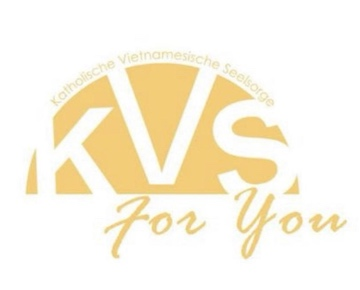 Katholische Vietnamesische Seelsorge
KVS
For You